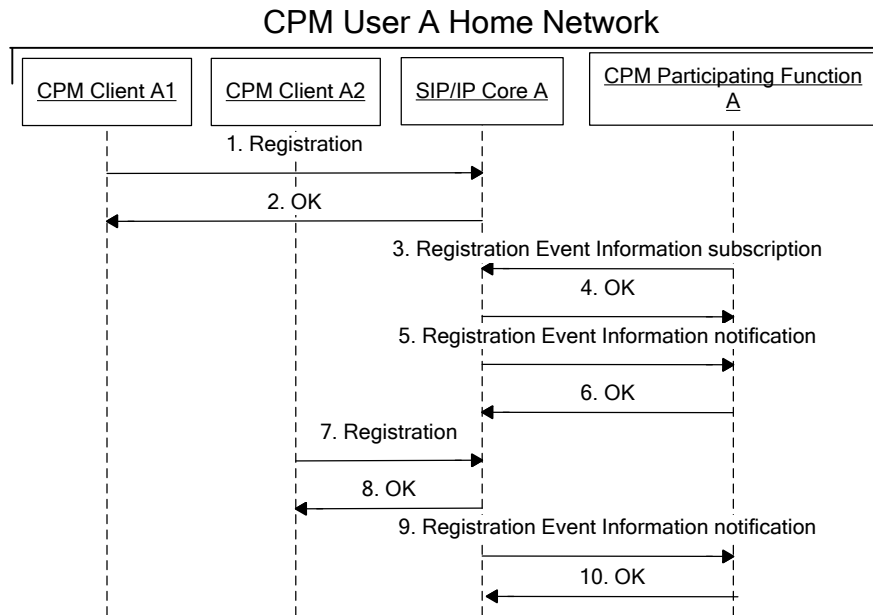 CPM User A Home Network
CPM Client A1
CPM Client A2
SIP/IP Core A
CPM Participating Function
A
1. Registration
2. OK
3. Registration Event Information subscription
4. OK
5. Registration Event Information notification
6. OK
7. Registration
8. OK
9. Registration Event Information notification
10. OK